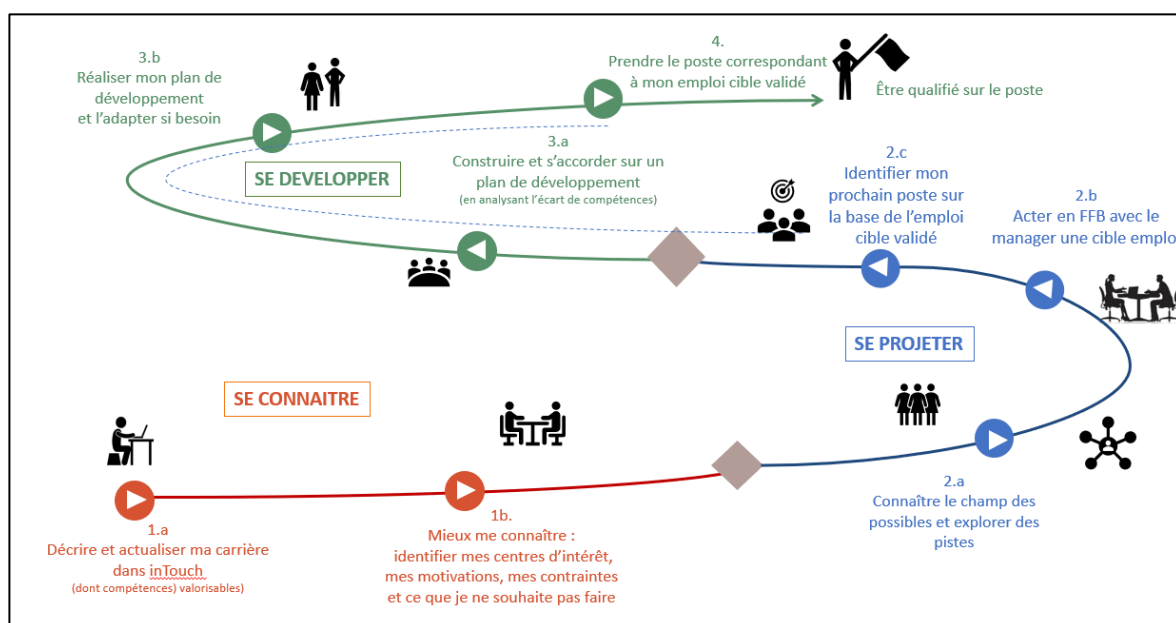 3.b
Réaliser mon plan de
développement
et l'adapter si besoin
4.
Prendre le poste correspondant
à mon emploi cible validé
Être qualifié sur le poste
SE DEVELOPPER
3.a
Construire et s'accorder sur un
plan de développement
(en analysant l'écart de compétences)
2.c
Identifier mon
prochain poste sur
la base de l'emploi
cible validé
2.b
Acter en FFB avec le
manager une cible emplo
SE PROJETER
SE CONNAITRE
1.a
Décrire et actualiser ma carrière
dans inTouch
(dont compétences) valorisables)
1b.
Mieux me connaître :
identifier mes centres d'intérêt,
mes motivations, mes contraintes
et ce que je ne souhaite pas faire
2.a
Connaître le champ des
possibles et explorer des
pistes